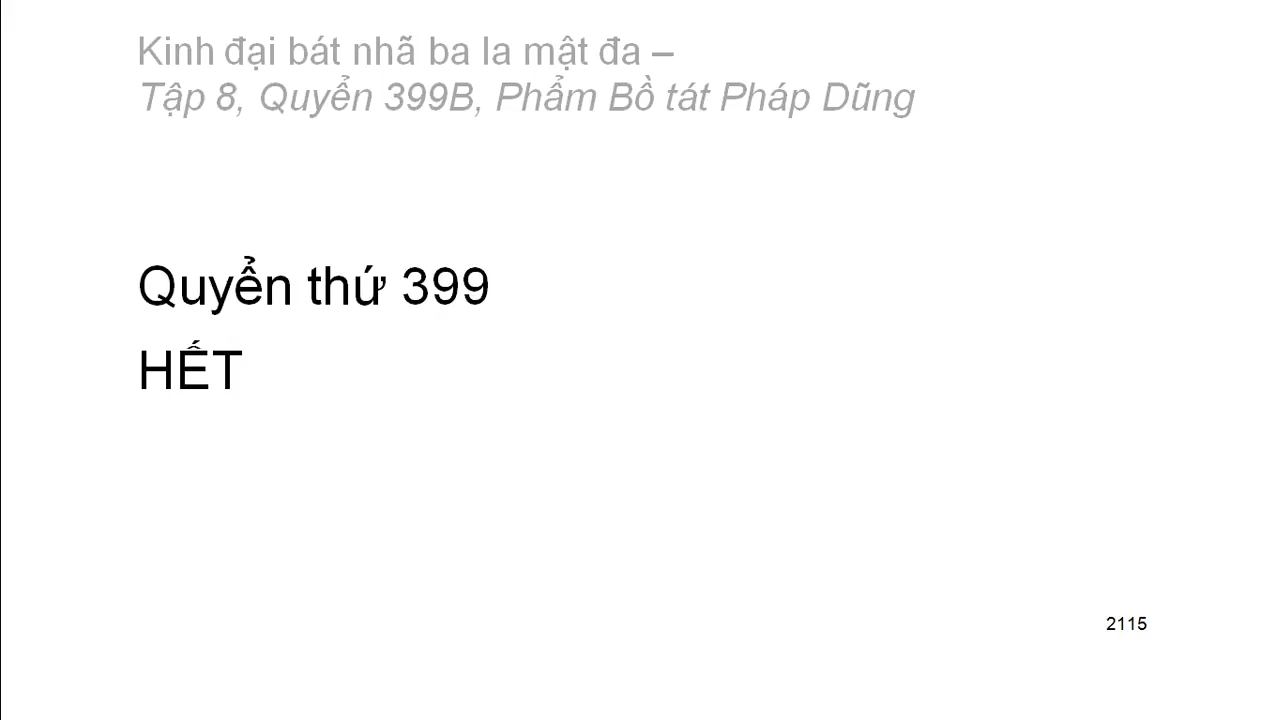 Kinh đại bát nhã ba la mật đa –
Tập 8, Quyển 399B, Phẩm Bồ tát Pháp Dũng
Quyển thứ 399
HẾT
2115